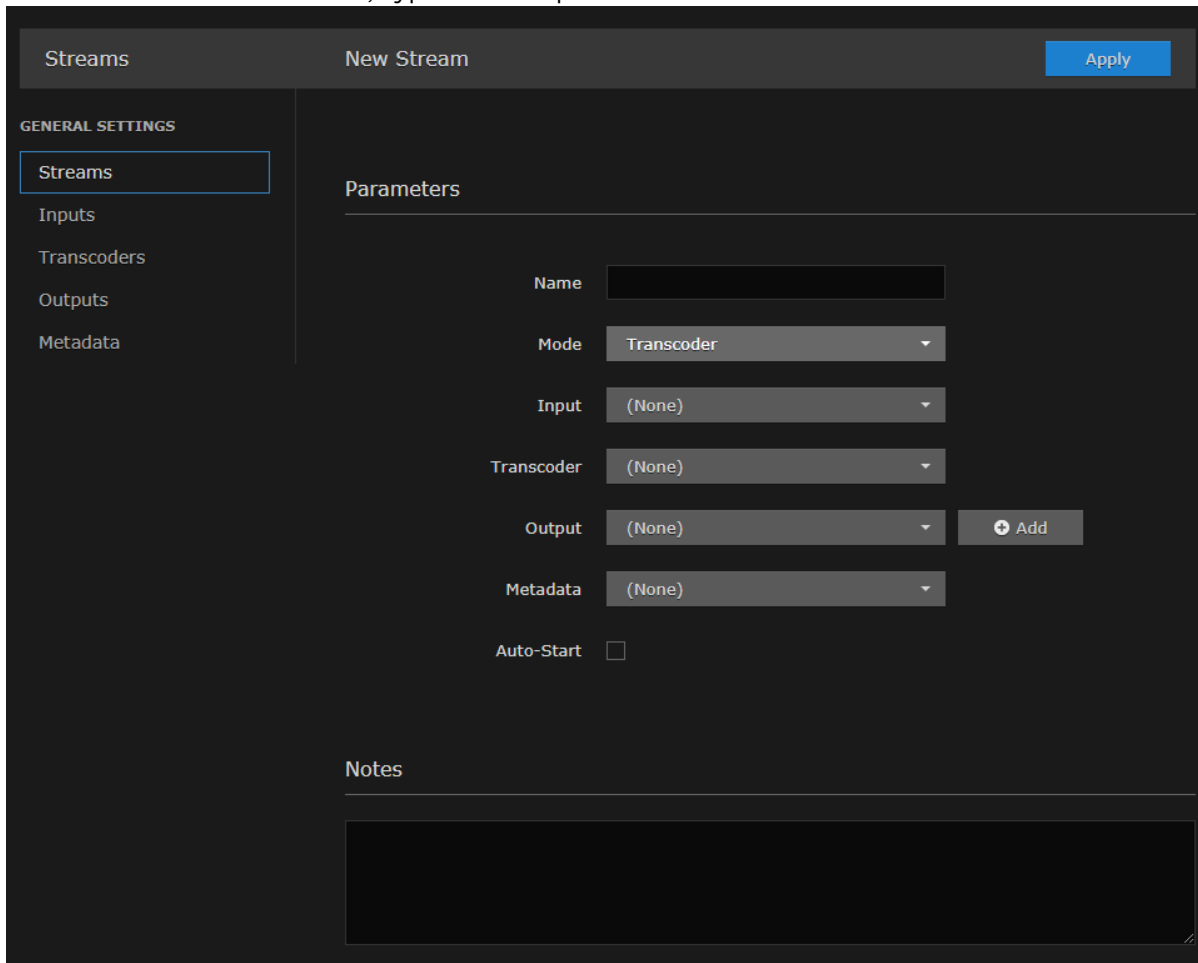 Streams
New Stream
Apply
GENERAL SETTINGS
Streams
Inputs
Transcoders
Outputs
Metadata
Parameters
Name
Mode Transcoder
Input (None)
Transcoder (None)
Output (None) Add
Metadata (None)
Auto-Start
Notes